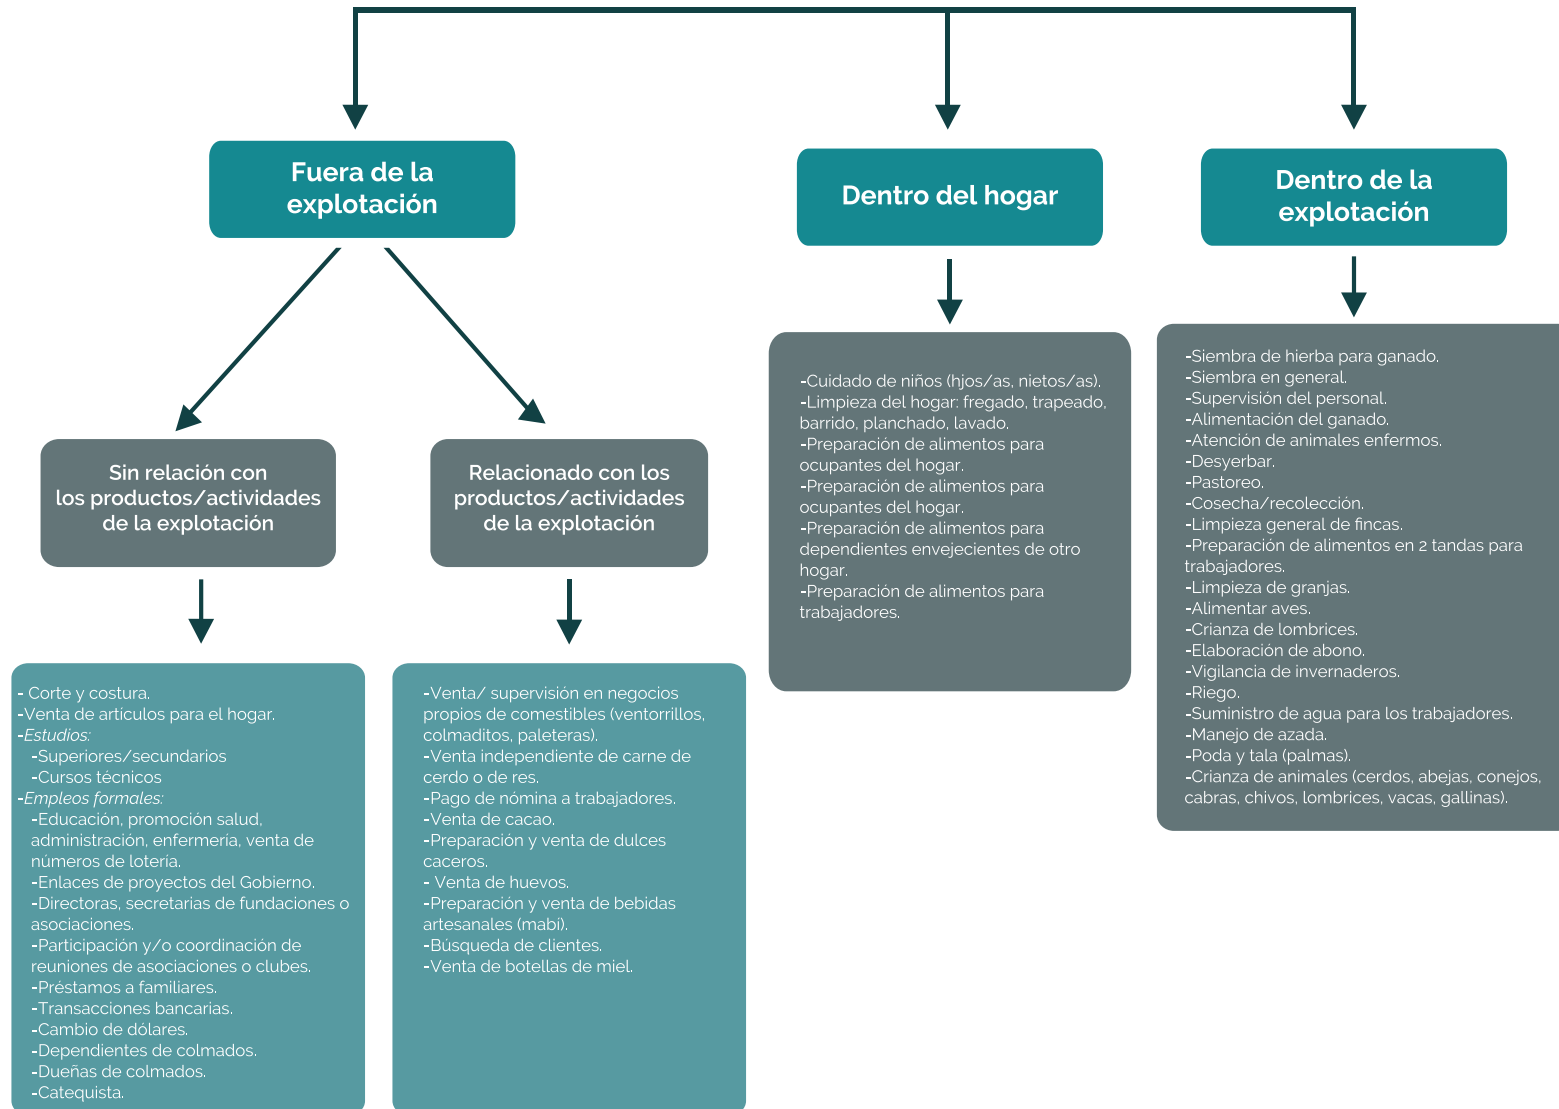 Fuera de la
explotación
Dentro del hogar
Dentro de la
explotación
Sin relación con
los productos/actividades
de la explotación
Relacionado con los
productos/actividades
de la explotación
- Corte y costura.
-Venta de artículos para el hogar.
-Estudios:
-Superiores/secundarios
-Cursos técnicos
-Empleos formales:
-Educación, promoción salud,
administración, enfermería, venta de
números de lotería.
-Enlaces de proyectos del Gobierno.
-Directoras, secretarias de fundaciones o
asociaciones.
-Participación y/o coordinación de
reuniones de asociaciones o clubes.
-Préstamos a familiares.
-Transacciones bancarias.
-Cambio de dólares.
-Dependientes de colmados.
-Dueñas de colmados.
-Catequista.
-Venta/ supervisión en negocios
propios de comestibles (ventorrillos,
colmaditos, paleteras).
-Venta independiente de carne de
cerdo o de res.
-Pago de nómina a trabajadores.
-Venta de cacao.
-Preparación y venta de dulces
caceros.
- Venta de huevos.
-Preparación y venta de bebidas
artesanales (mabí).
-Búsqueda de clientes.
-Venta de botellas de miel.
-Cuidado de niños (hjos/as, nietos/as).
-Limpieza del hogar: fregado, trapeado,
barrido, planchado, lavado.
-Preparación de alimentos para
ocupantes del hogar.
-Preparación de alimentos para
ocupantes del hogar.
-Preparación de alimentos para
dependientes envejecientes de otro
hogar.
-Preparación de alimentos para
trabajadores.
-Siembra de hierba para ganado.
-Siembra en general.
-Supervisión del personal.
-Alimentación del ganado.
-Atención de animales enfermos.
-Desyerbar.
-Pastoreo.
-Cosecha/recolección.
-Limpieza general de fincas.
-Preparación de alimentos en 2 tandas para
trabajadores.
-Limpieza de granjas.
-Alimentar aves.
-Crianza de lombrices.
-Elaboración de abono.
-Vigilancia de invernaderos.
-Riego.
-Suministro de agua para los trabajadores.
-Manejo de azada.
-Poda y tala (palmas).
-Crianza de animales (cerdos, abejas, conejos,
cabras, chivos, lombrices, vacas, gallinas).